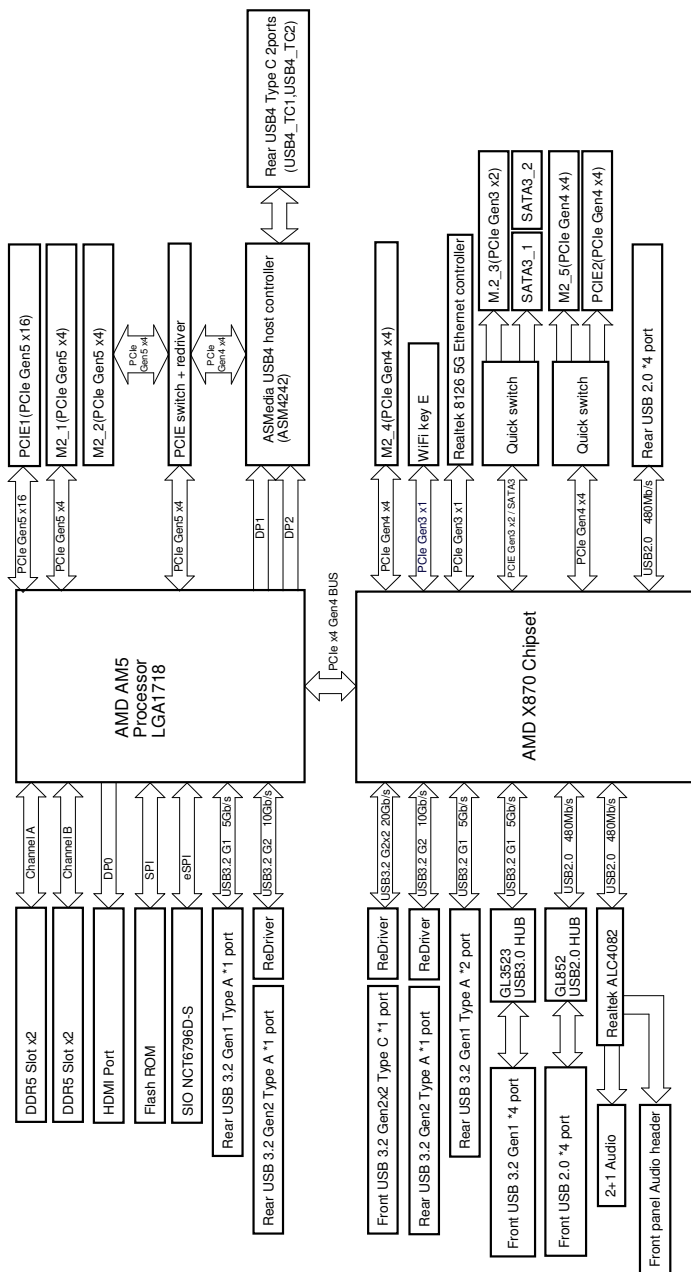 DDR5 Slot x2
Channel A
DDR5 Slot x2
Channel B
HDMI Port
DP0
Flash ROM
SPI
SIO NCT6796D-S
eSPI
Rear USB 3.2 Gen1 Type A *1 port
USB3.2 G1 5Gb/s
Rear USB 3.2 Gen2 Type A *1 port
ReDriver
USB3.2 G2 10Gb/s
AMD AM5
Processor
LGA1718
PCIe Gen5 x16
PCIE1(PCIe Gen5 x16)
PCIe Gen5 x4
M2_1(PCIe Gen5 x4)
M2_2(PCIe Gen5 x4)
PCIe
Gen5 x4
PCIe Gen5 x4
PCIE switch + redriver
PCIe
Gen4 x4
DP1
DP2
ASMedia USB4 host controller
(ASM4242)
Rear USB4 Type C 2ports
(USB4_TC1,USB4_TC2)
PCIe x4 Gen4 BUS
Front USB 3.2 Gen2x2 Type C *1 port
ReDriver
USB3.2 G2x2 20Gb/s
Rear USB 3.2 Gen2 Type A *1 port
ReDriver
USB3.2 G2 10Gb/s
Rear USB 3.2 Gen1 Type A *2 port
USB3.2 G1 5Gb/s
Front USB 3.2 Gen1 *4 port
GL3523
USB3.0 HUB
USB3.2 G1 5Gb/s
Front USB 2.0 *4 port
GL852
USB2.0 HUB
USB2.0 480Mb/s
2+1 Audio
Realtek ALC4082
USB2.0 480Mb/s
Front panel Audio header
AMD X870 Chipset
PCIe Gen4 x4
M2_4(PCIe Gen4 x4)
PCIe Gen3 x1
WiFi key E
PCIe Gen3 x1
Realtek 8126 5G Ethernet controller
PCIE Gen3 x2 / SATA3
Quick switch
M.2_3(PCIe Gen3 x2)
SATA3_1
SATA3_2
PCIe Gen4 x4
Quick switch
M2_5(PCIe Gen4 x4)
PCIE2(PCIe Gen4 x4)
USB2.0 480Mb/s
Rear USB 2.0 *4 port